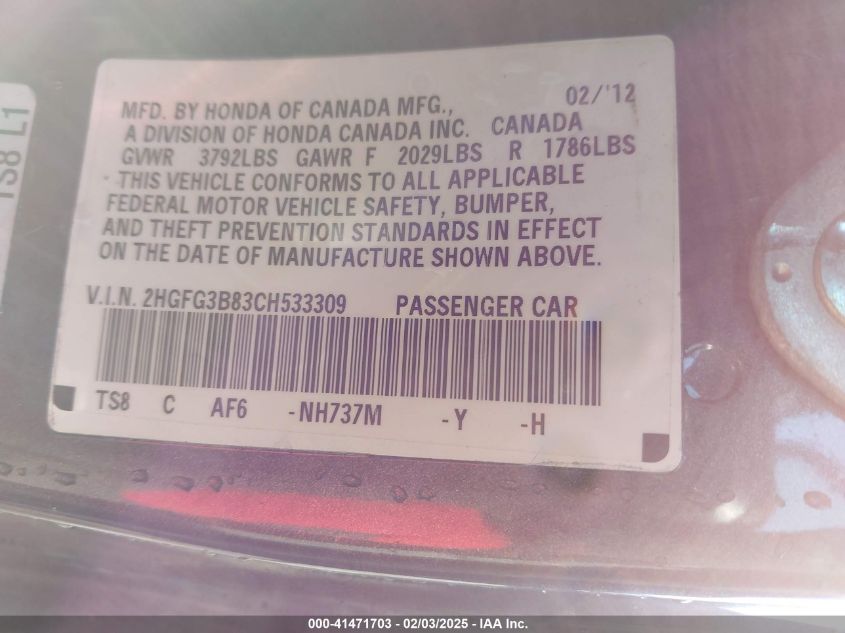 TS8 L1
02/'12
MFD. BY HONDA OF CANADA MFG.,
A DIVISION OF HONDA CANADA INC. CANADA
GVWR 3792LBS GAWR F 2029LBS R 1786LBS
THIS VEHICLE CONFORMS TO ALL APPLICABLE
FEDERAL MOTOR VEHICLE SAFETY, BUMPER,
AND THEFT PREVENTION STANDARDS IN EFFECT
ON THE DATE OF MANUFACTURE SHOWN ABOVE.
V.I.N. 2HGFG3B83CH533309 PASSENGER CAR
TS8 C AF6 -NH737M -Y -H
000-41471703 - 02/03/2025 - IAA Inc.